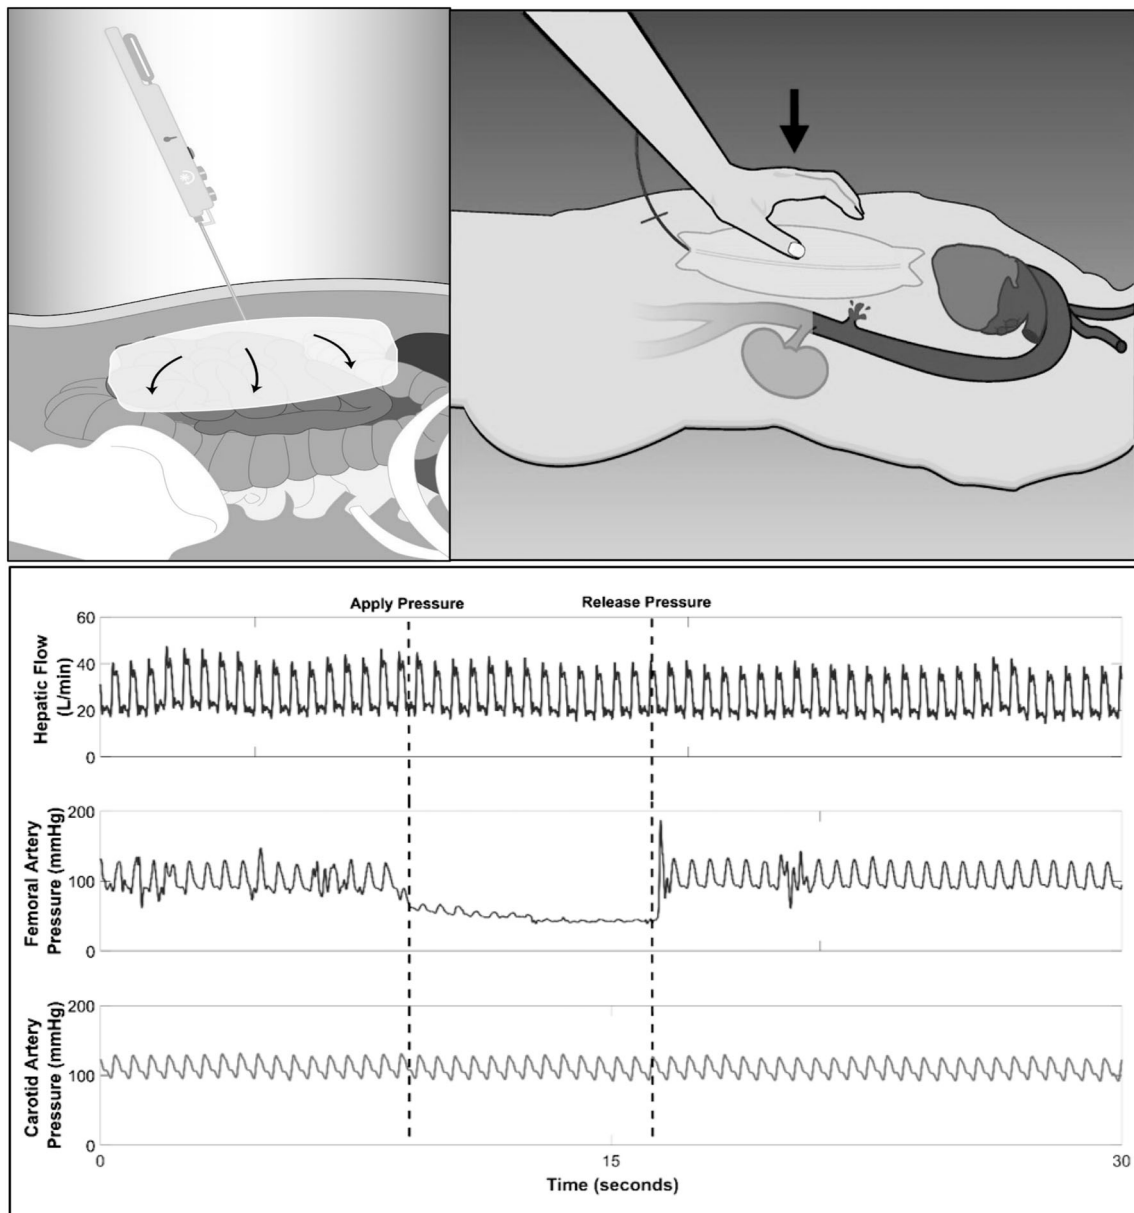 Apply Pressure
Release Pressure
Hepatic Flow
(L/min)
60
40
20
0
Femoral Artery
Pressure (mmHg)
200
100
0
Carotid Artery
Pressure (mmHg)
200
100
0
0
15
30
Time (seconds)